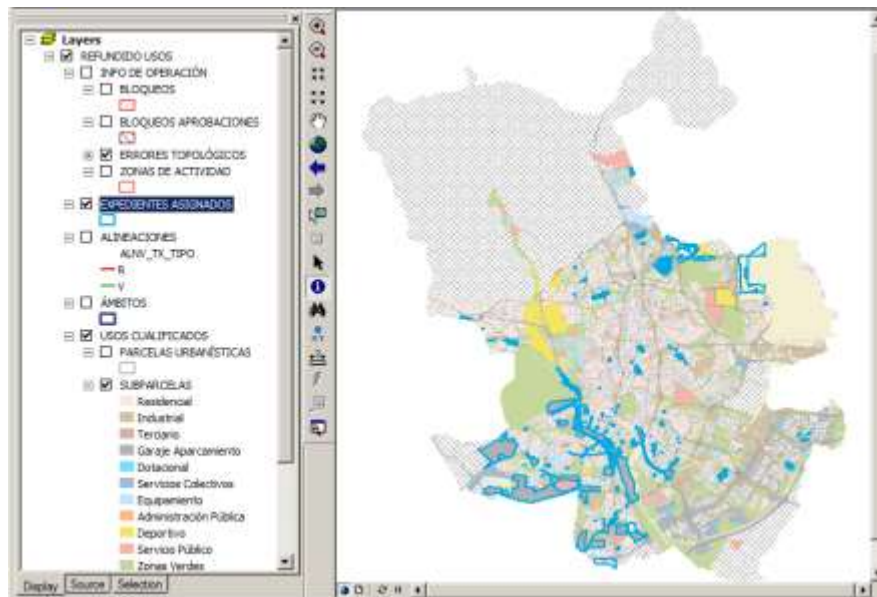 Layers
REFUNDIDO USOS
INFO DE OPERACIÓN
BLOQUEOS
BLOQUEOS APROBACIONES
ERRORES TOPOLÓGICOS
ZONAS DE ACTIVIDAD
EXPEDIENTES ASIGNADOS
ALINEACIONES
ALNV_TX_TIPO
R
V
ÁMBITOS
USOS CUALIFICADOS
PARCELAS URBANÍSTICAS
SUBPARCELAS
Residencial
Industrial
Terciario
Garaje Aparcamiento
Dotacional
Servicios Colectivos
Equipamiento
Administración Pública
Deportivo
Servicio Público
Zonas Verdes
Display Source Selection